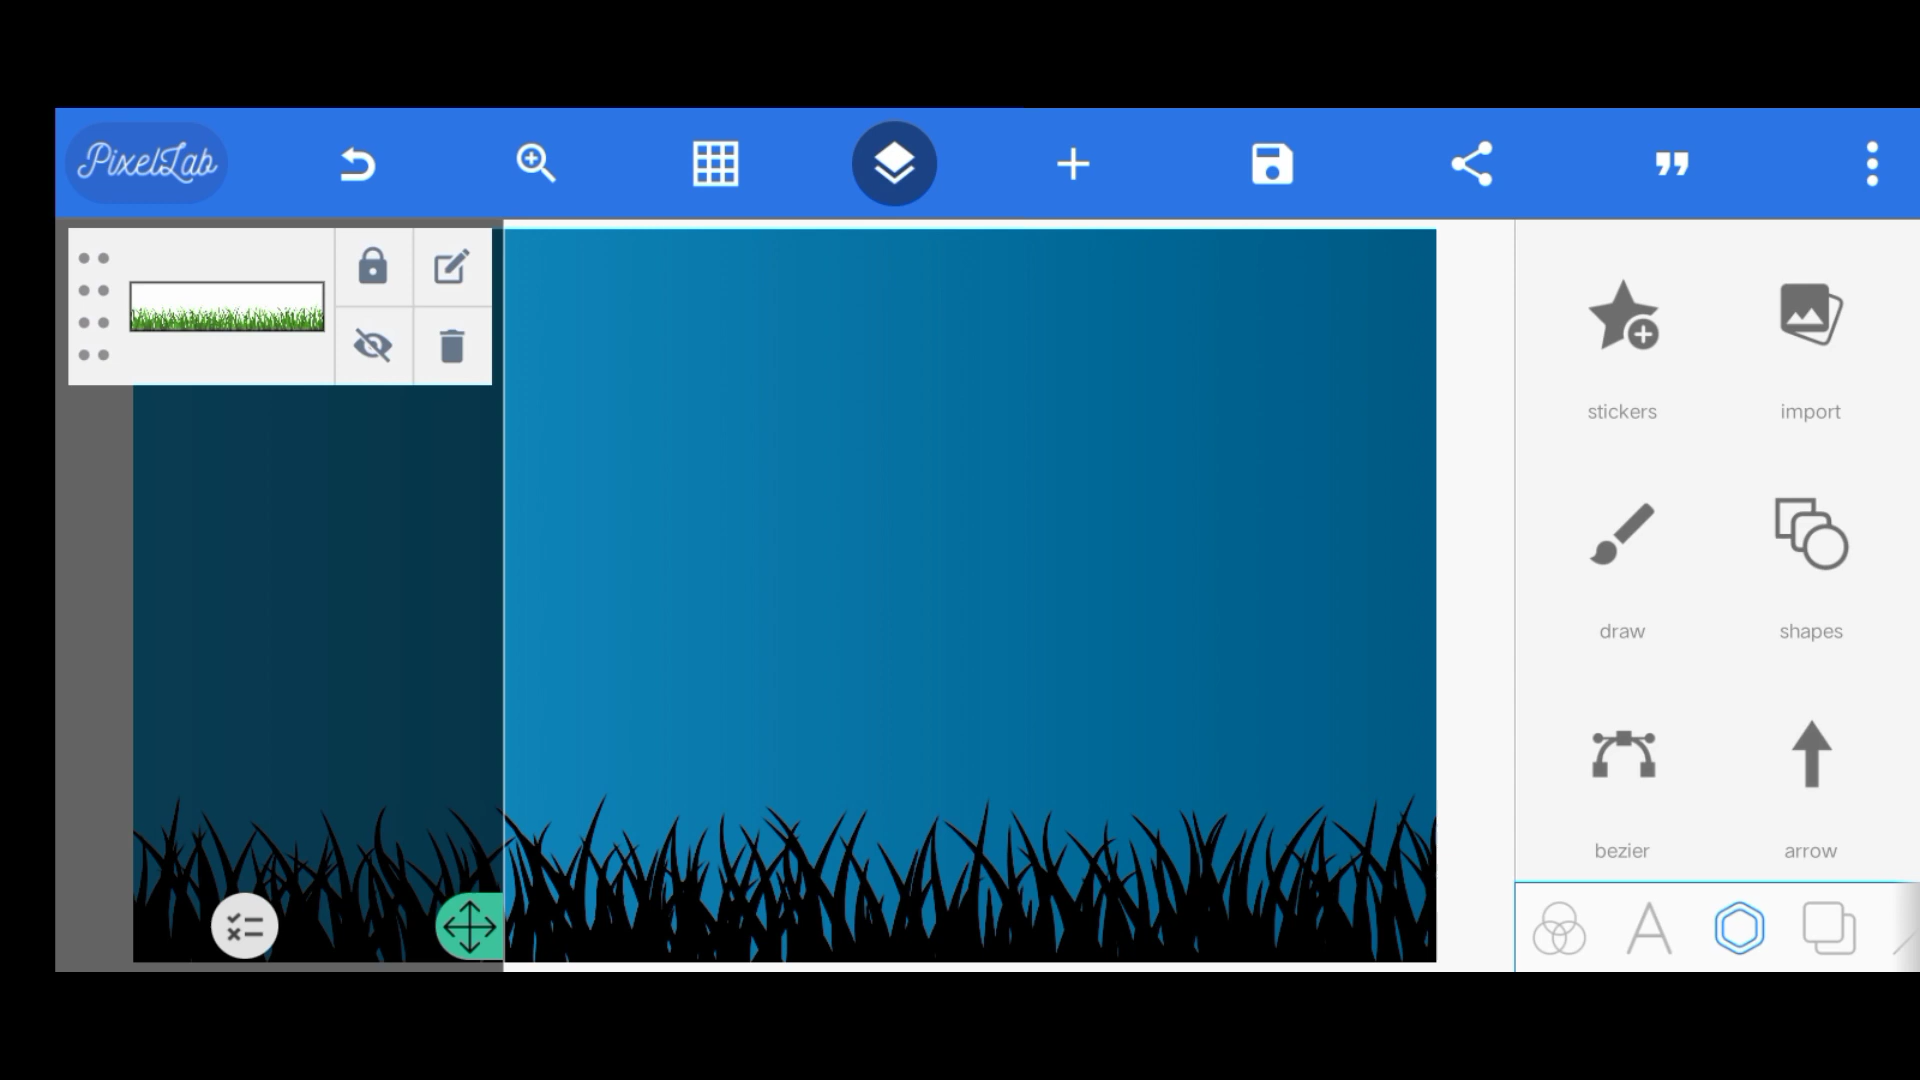 PixelLab
stickers
import
draw
shapes
bezier
arrow